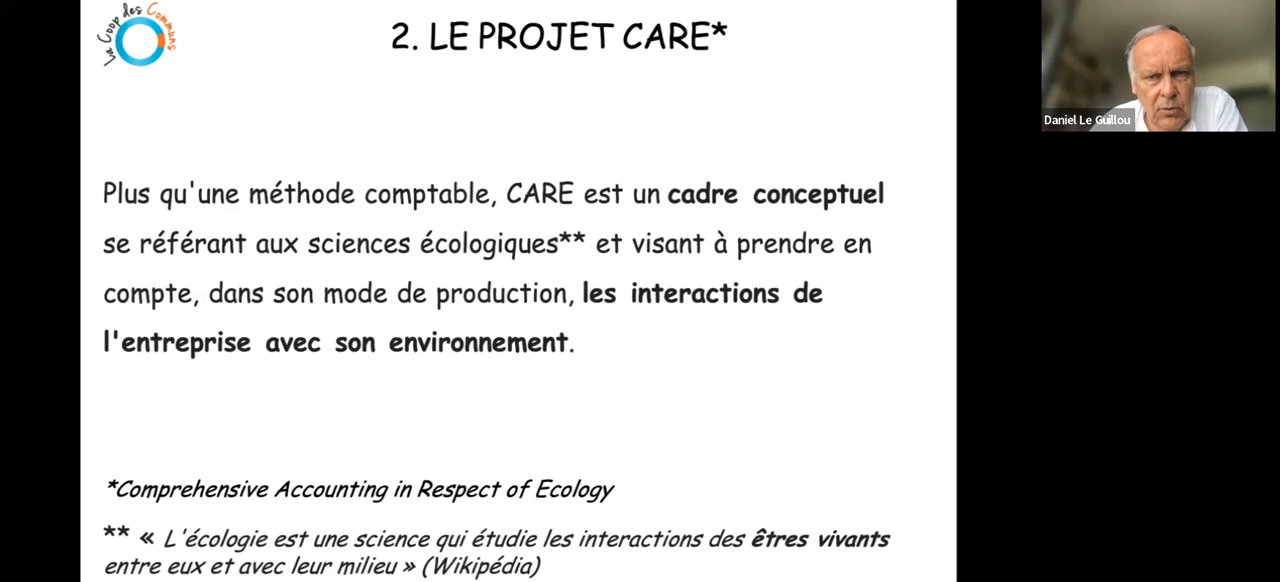 La Coop des Communs
2. LE PROJET CARE*
Daniel Le Guillou
Plus qu'une méthode comptable, CARE est un cadre conceptuel
se référant aux sciences écologiques** et visant à prendre en
compte, dans son mode de production, les interactions de
l'entreprise avec son environnement.
*Comprehensive Accounting in Respect of Ecology
** « L'écologie est une science qui étudie les interactions des êtres vivants
entre eux et avec leur milieu » (Wikipédia)